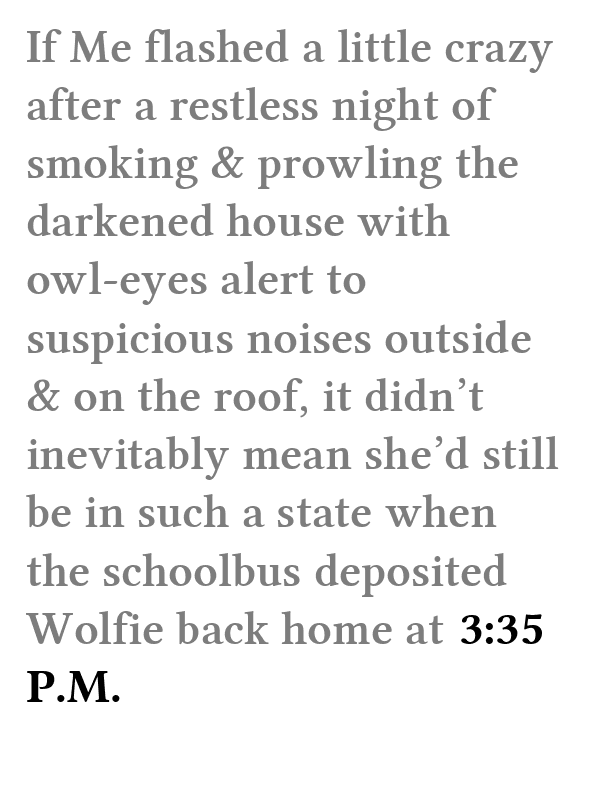 If Me flashed a little crazy
after a restless night of
smoking & prowling the
darkened house with
owl-eyes alert to
suspicious noises outside
& on the roof, it didn’t
inevitably mean she’d still
be in such a state when
the schoolbus deposited
Wolfie back home at 3:35
P.M.